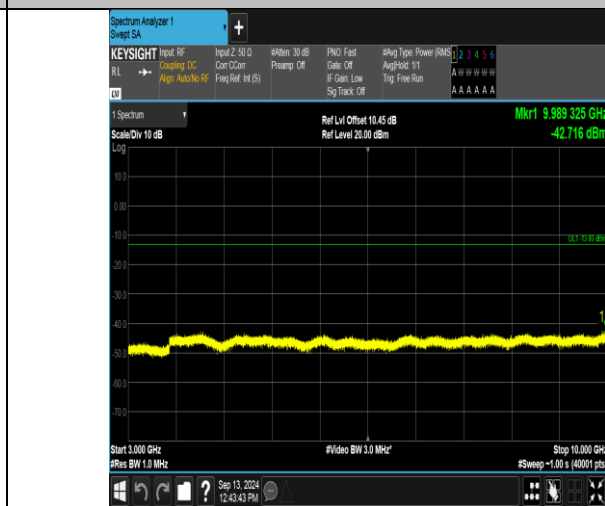 Spectrum Analyzer 1
Swept SA
+
KEYSIGHT Input: RF Input Z: 50 Ω #Atten: 30 dB PNO: Fast #Avg Type: Power (RMS 1 2 3 4 5 6
RL Coupling: DC Corr CCorr Preamp: Off Gate: Off Avg|Hold: 1/1 A W W W W W
Align: Auto/No RF Freq Ref: Int (S) IF Gain: Low Trig: Free Run
Sig Track: Off A A A A A A
LXI
1 Spectrum
Scale/Div 10 dB
Ref Lvl Offset 10.45 dB
Ref Level 20.00 dBm
Mkr1 9.989 325 GHz
-42.716 dBm
Log
10.0
0.00
-10.0
DL1 -13.00 dBm
-20.0
-30.0
-40.0
1
-50.0
-60.0
-70.0
Start 3.000 GHz #Video BW 3.0 MHz* Stop 10.000 GHz
#Res BW 1.0 MHz #Sweep ~1.00 s (40001 pts
? Sep 13, 2024
12:43:43 PM